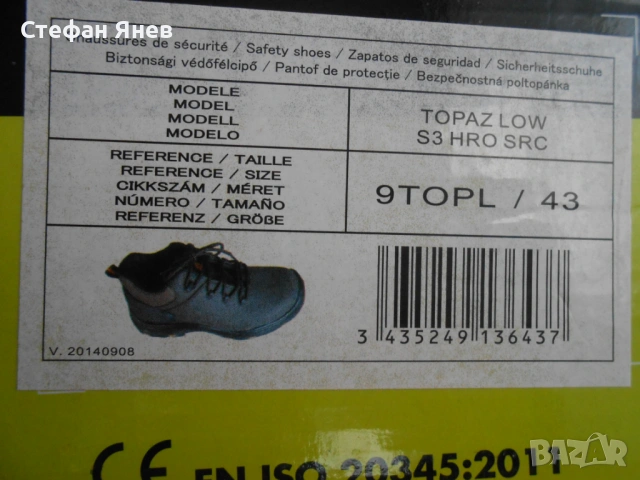 Стефан Янев
Chaussures de sécurité / Safety shoes / Zapatos de seguridad / Sicherheitsschuhe
Biztonsági védőfélcipő / Pantof de protecţie / Bezpečnostná poltopánka
MODELE
MODEL
MODELL
MODELO
TOPAZ LOW
S3 HRO SRC
REFERENCE / TAILLE
REFERENCE / SIZE
CIKKSZÁM / MÉRET
NÚMERO / TAMAÑO
REFERENZ / GRÖßE
9TOPL / 43
3 435249 136437
V. 20140908
CE EN ISO 20345:2011
BAZAR